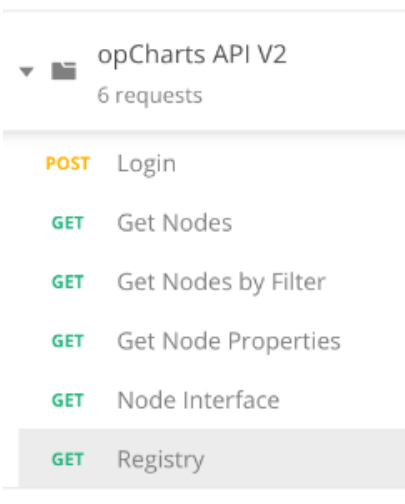 opCharts API V2
6 requests
POST Login
GET Get Nodes
GET Get Nodes by Filter
GET Get Node Properties
GET Node Interface
GET Registry